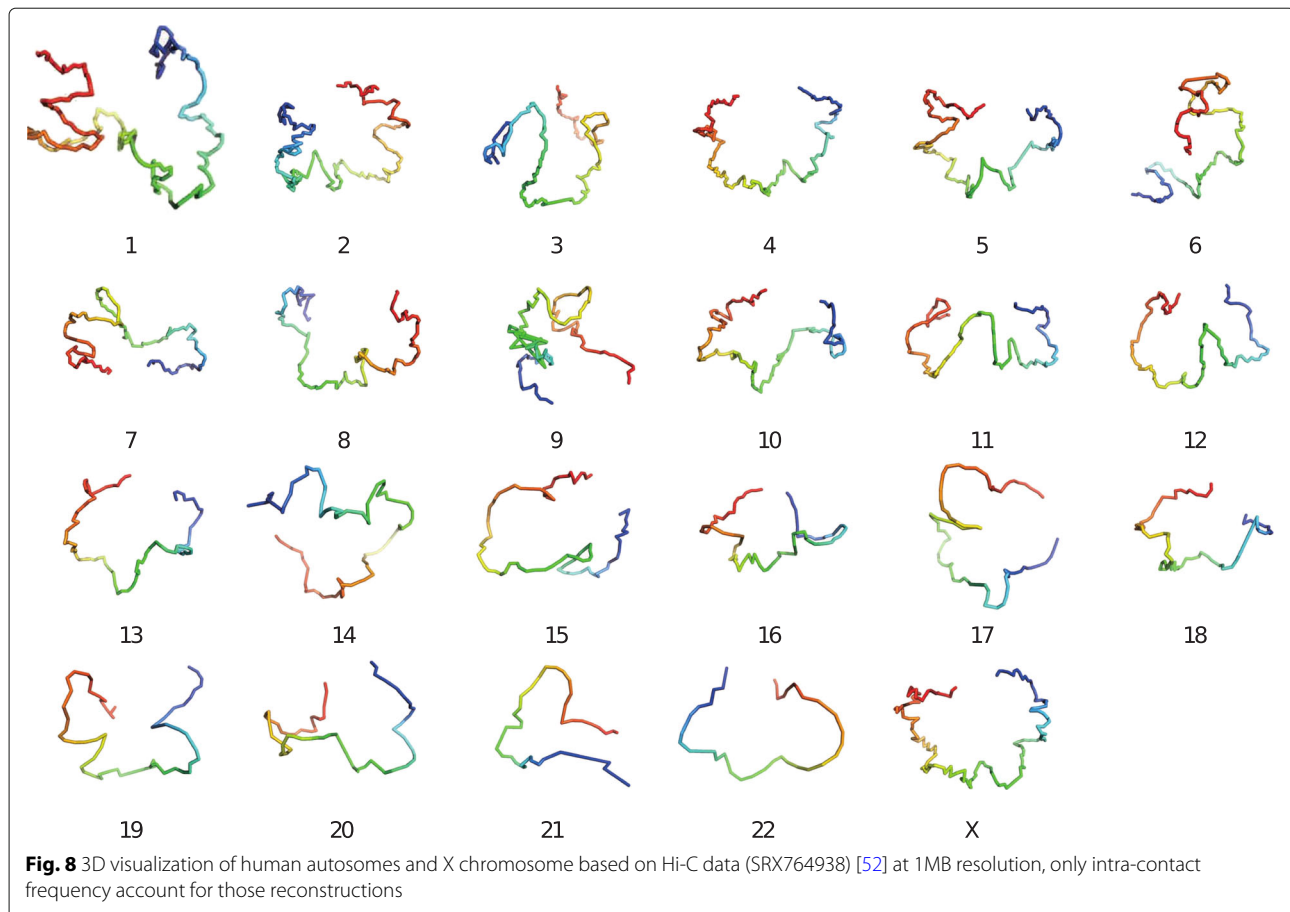 1 2 3 4 5 6
7 8 9 10 11 12
13 14 15 16 17 18
19 20 21 22 X
Fig. 8 3D visualization of human autosomes and X chromosome based on Hi-C data (SRX764938) [52] at 1MB resolution, only intra-contact
frequency account for those reconstructions